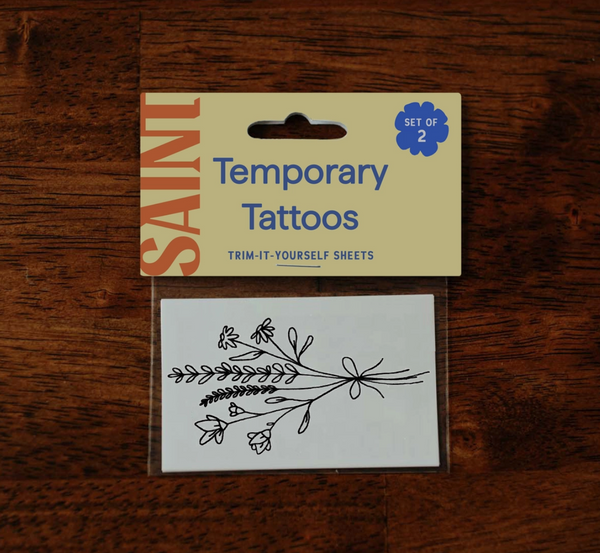 SAINT
SET OF
2
Temporary
Tattoos
TRIM-IT-YOURSELF SHEETS